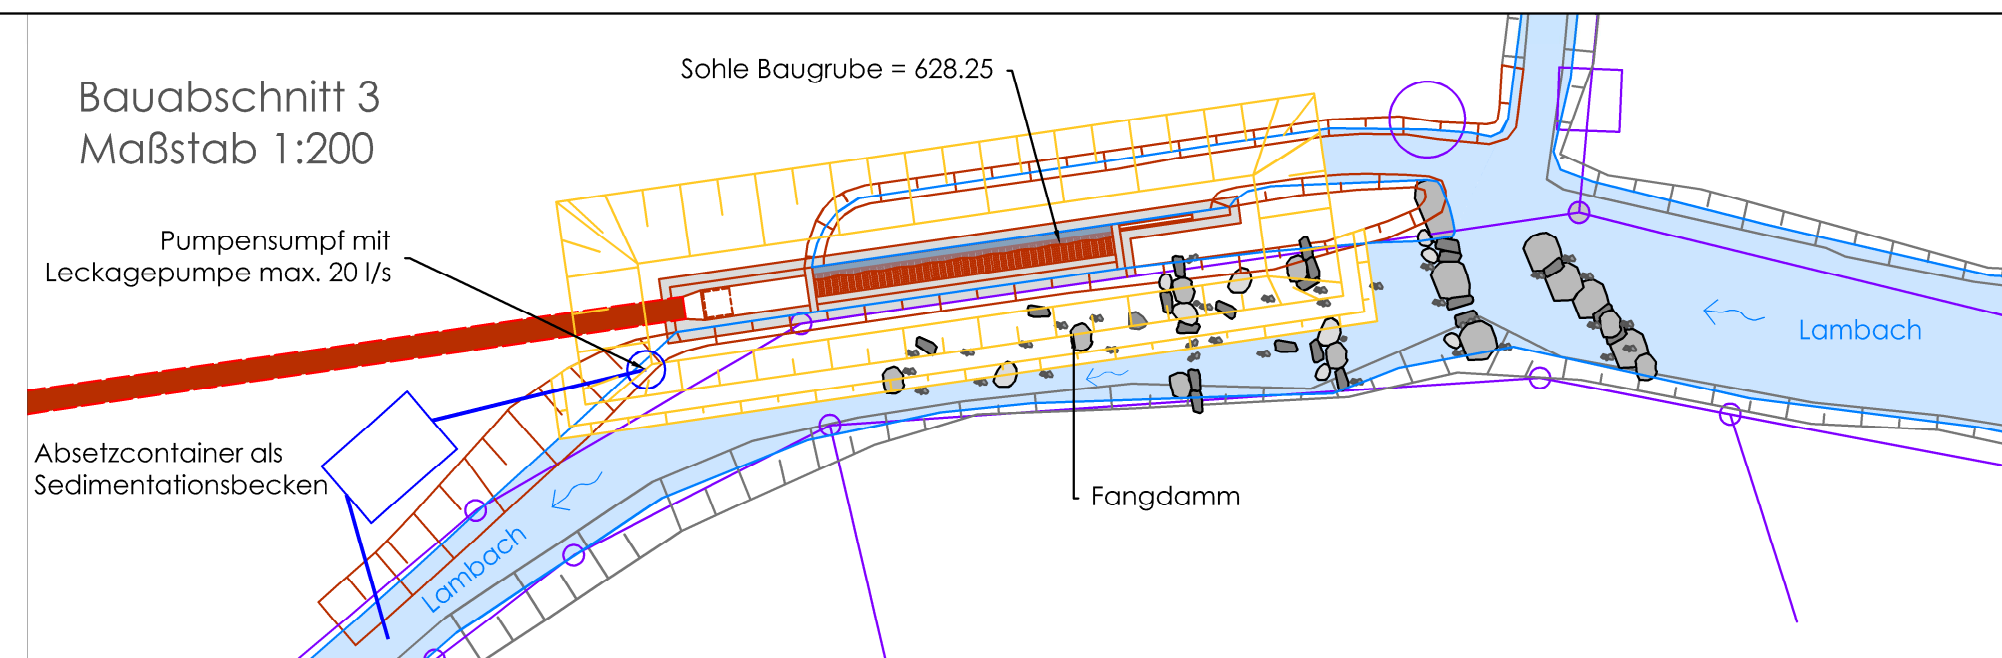 Bauabschnitt 3
Maßstab 1:200
Sohle Baugrube = 628.25
Pumpensumpf mit
Leckagepumpe max. 20 l/s
Lambach
Absetzcontainer als
Sedimentationsbecken
Fangdamm
Lambach